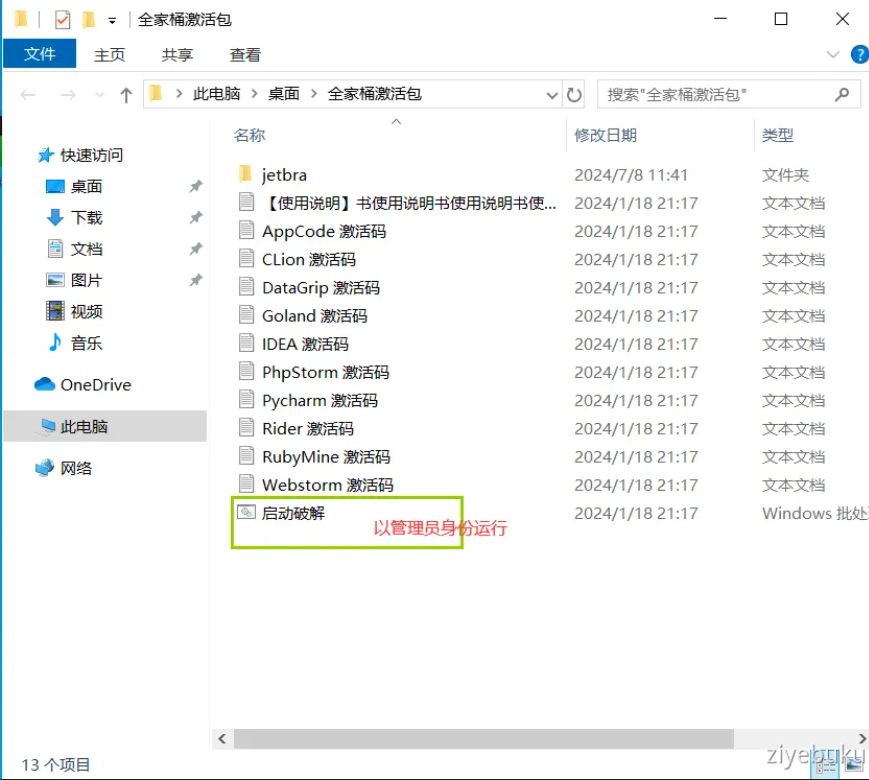 全家桶激活包
文件 主页 共享 查看
此电脑 > 桌面 > 全家桶激活包 搜索"全家桶激活包"
名称 修改日期 类型
快速访问
桌面
下载
文档
图片
视频
音乐
OneDrive
此电脑
网络
jetbra 2024/7/8 11:41 文件夹
【使用说明】书使用说明书使用说明书使... 2024/1/18 21:17 文本文档
AppCode 激活码 2024/1/18 21:17 文本文档
CLion 激活码 2024/1/18 21:17 文本文档
DataGrip 激活码 2024/1/18 21:17 文本文档
Goland 激活码 2024/1/18 21:17 文本文档
IDEA 激活码 2024/1/18 21:17 文本文档
PhpStorm 激活码 2024/1/18 21:17 文本文档
Pycharm 激活码 2024/1/18 21:17 文本文档
Rider 激活码 2024/1/18 21:17 文本文档
RubyMine 激活码 2024/1/18 21:17 文本文档
Webstorm 激活码 2024/1/18 21:17 文本文档
启动破解 2024/1/18 21:17 Windows 批处
以管理员身份运行
13 个项目
ziyebuku